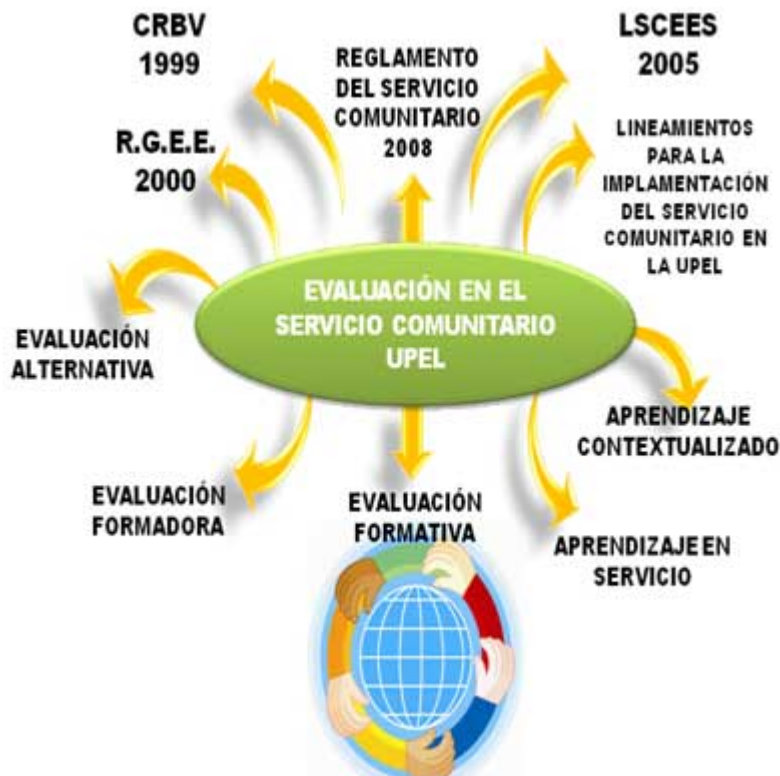 CRBV
1999
REGLAMENTO
DEL SERVICIO
COMUNITARIO
2008
LSCEES
2005
R.G.E.E.
2000
LINEAMIENTOS
PARA LA
IMPLAMENTACIÓN
DEL SERVICIO
COMUNITARIO EN
LA UPEL
EVALUACIÓN EN EL
SERVICIO COMUNITARIO
UPEL
EVALUACIÓN
ALTERNATIVA
APRENDIZAJE
CONTEXTUALIZADO
EVALUACIÓN
FORMADORA
EVALUACIÓN
FORMATIVA
APRENDIZAJE EN
SERVICIO